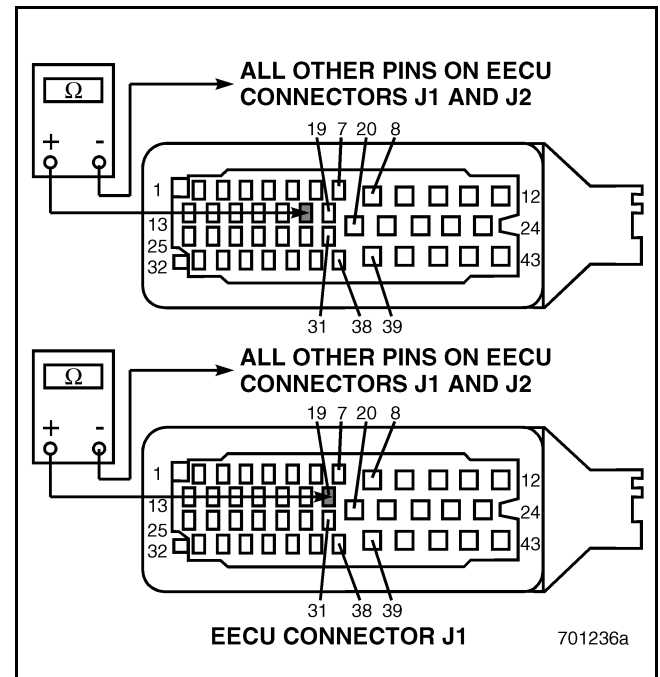 ALL OTHER PINS ON EECU
CONNECTORS J1 AND J2
Ω
+ -
19 7 20 8
1 12
13 24
25
32 43
31 38 39
ALL OTHER PINS ON EECU
CONNECTORS J1 AND J2
Ω
+ -
19 7 20 8
1 12
13 24
25
32 43
31 38 39
EECU CONNECTOR J1 701236a